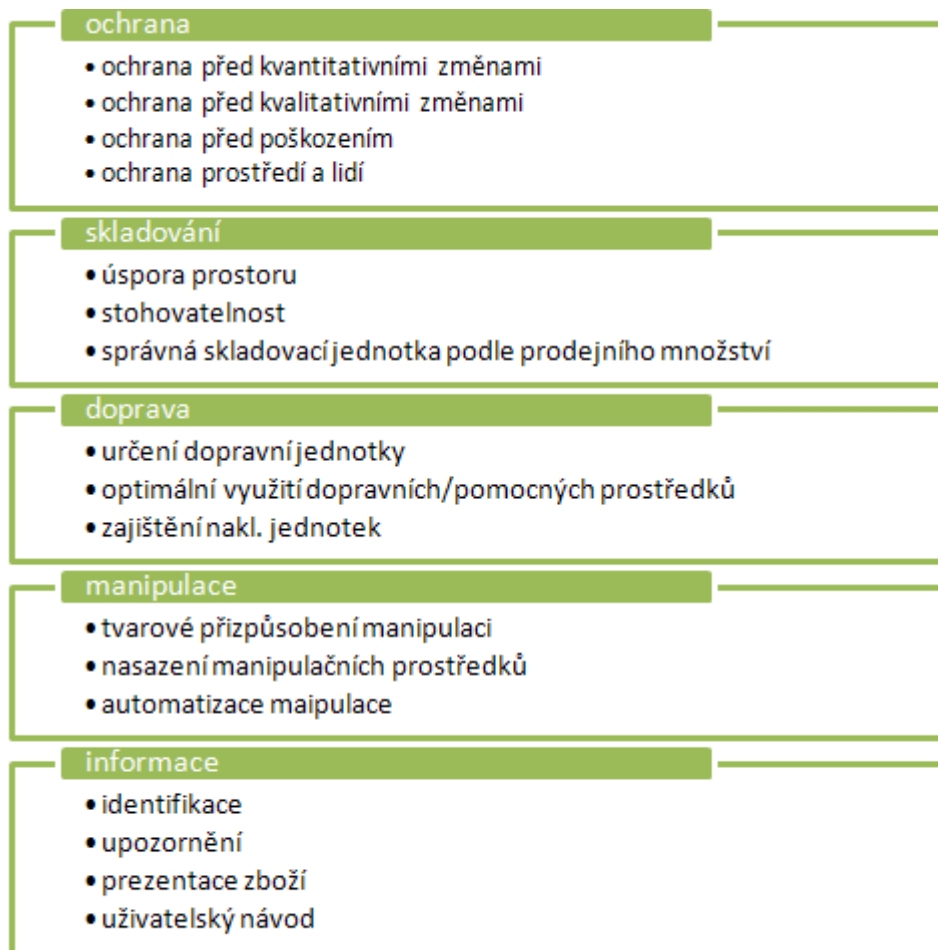 ochrana
• ochrana před kvantitativními změnami
• ochrana před kvalitativními změnami
• ochrana před poškozením
• ochrana prostředí a lidí
skladování
• úspora prostoru
• stohovatelnost
• správná skladovací jednotka podle prodejního množství
doprava
• určení dopravní jednotky
• optimální využití dopravních/pomocných prostředků
• zajištění nakl. jednotek
manipulace
• tvarové přizpůsobení manipulaci
• nasazení manipulačních prostředků
• automatizace maipulace
informace
• identifikace
• upozornění
• prezentace zboží
• uživatelský návod